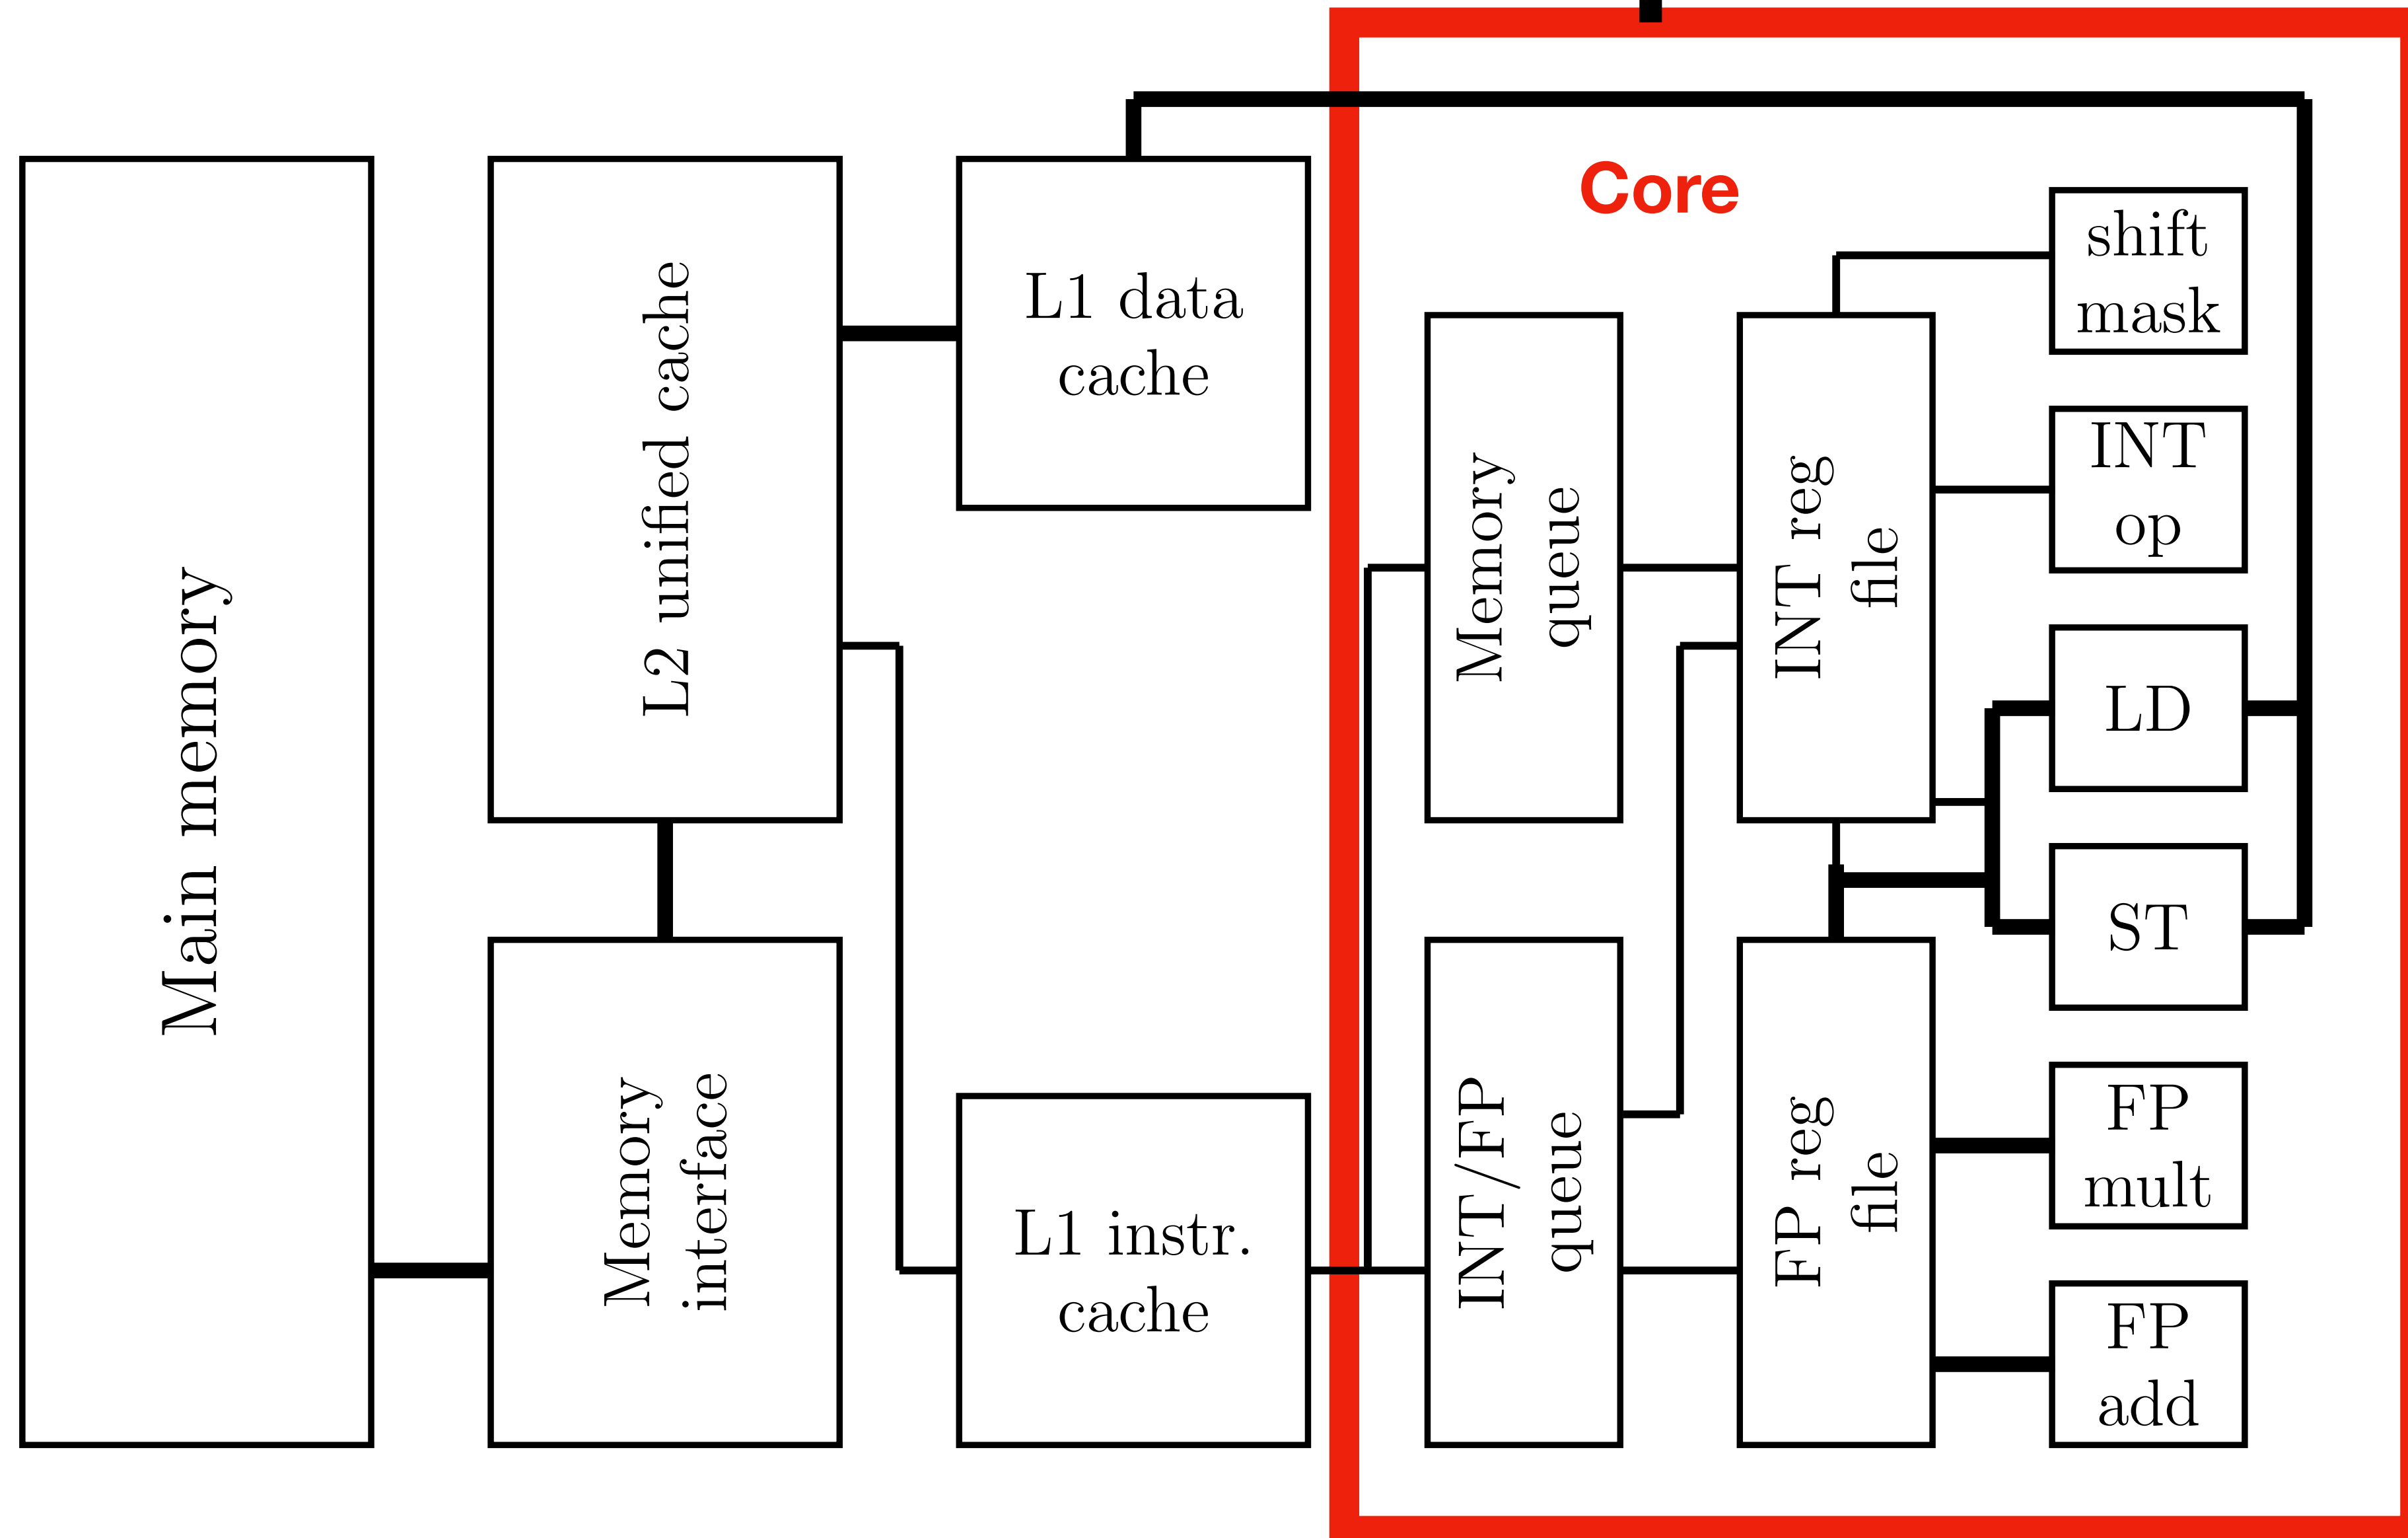 Main memory
L2 unified cache
Memory
interface
L1 data
cache
L1 instr.
cache
Core
Memory
queue
INT/FP
queue
INT reg
file
FP reg
file
shift
mask
INT
op
LD
ST
FP
mult
FP
add